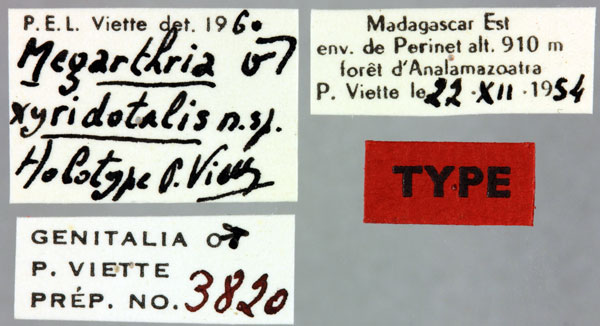 P.E.L. Viette det. 1960
Megarthria ♂
xyridotalis n.sp.
Holotype P. Viette
GENITALIA ♂
P. VIETTE
PRÉP. NO. 3820
Madagascar Est
env. de Perinet alt. 910 m
forêt d'Analamazoatra
P. Viette le 22·XII·1954
TYPE